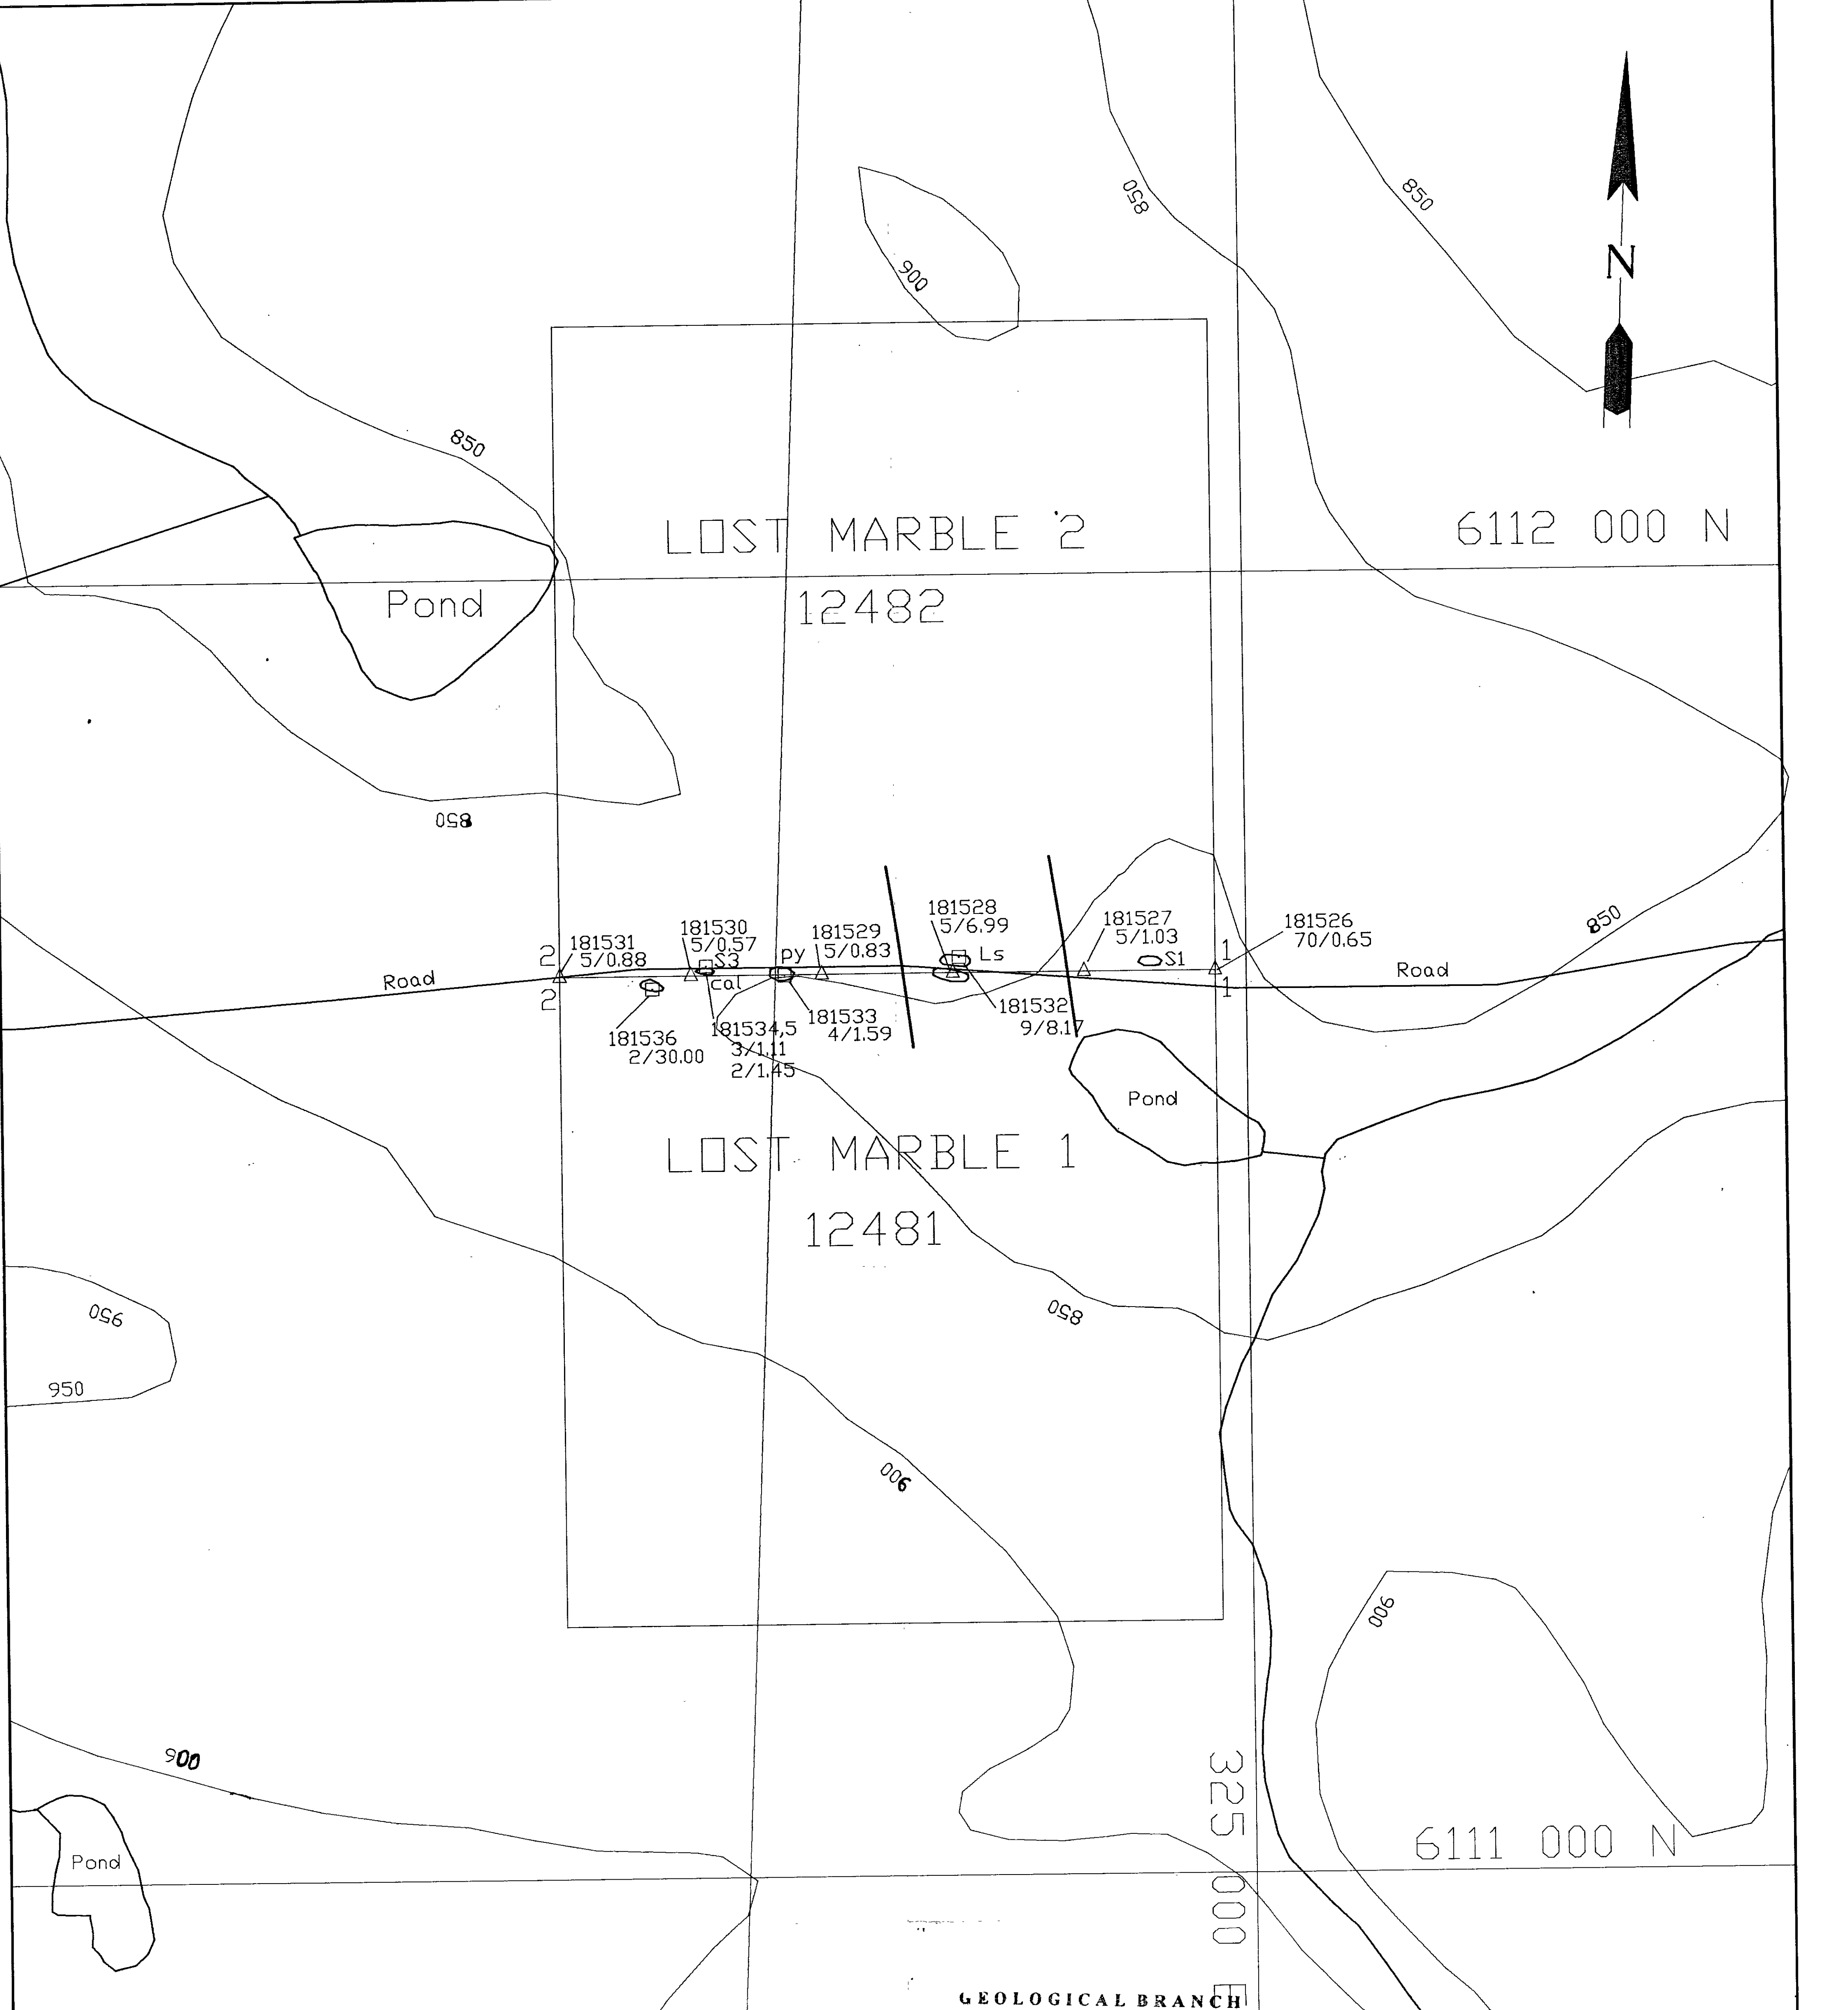 850
850
900
N
850
LOST MARBLE 2
6112 000 N
12482
Pond
850
181528
5/6.99
181527
5/1.03
181526
70/0.65
850
181530
5/0.57
181529
5/0.83
181531
5/0.88
2
2
S3
py
Ls
S1
1
1
Road
Road
cal
181536
2/30.00
181534,5
3/1.11
2/1.45
181533
4/1.59
181532
9/8.17
Pond
LOST MARBLE 1
12481
950
850
950
900
900
900
325 000 E
6111 000 N
Pond
GEOLOGICAL BRANCH